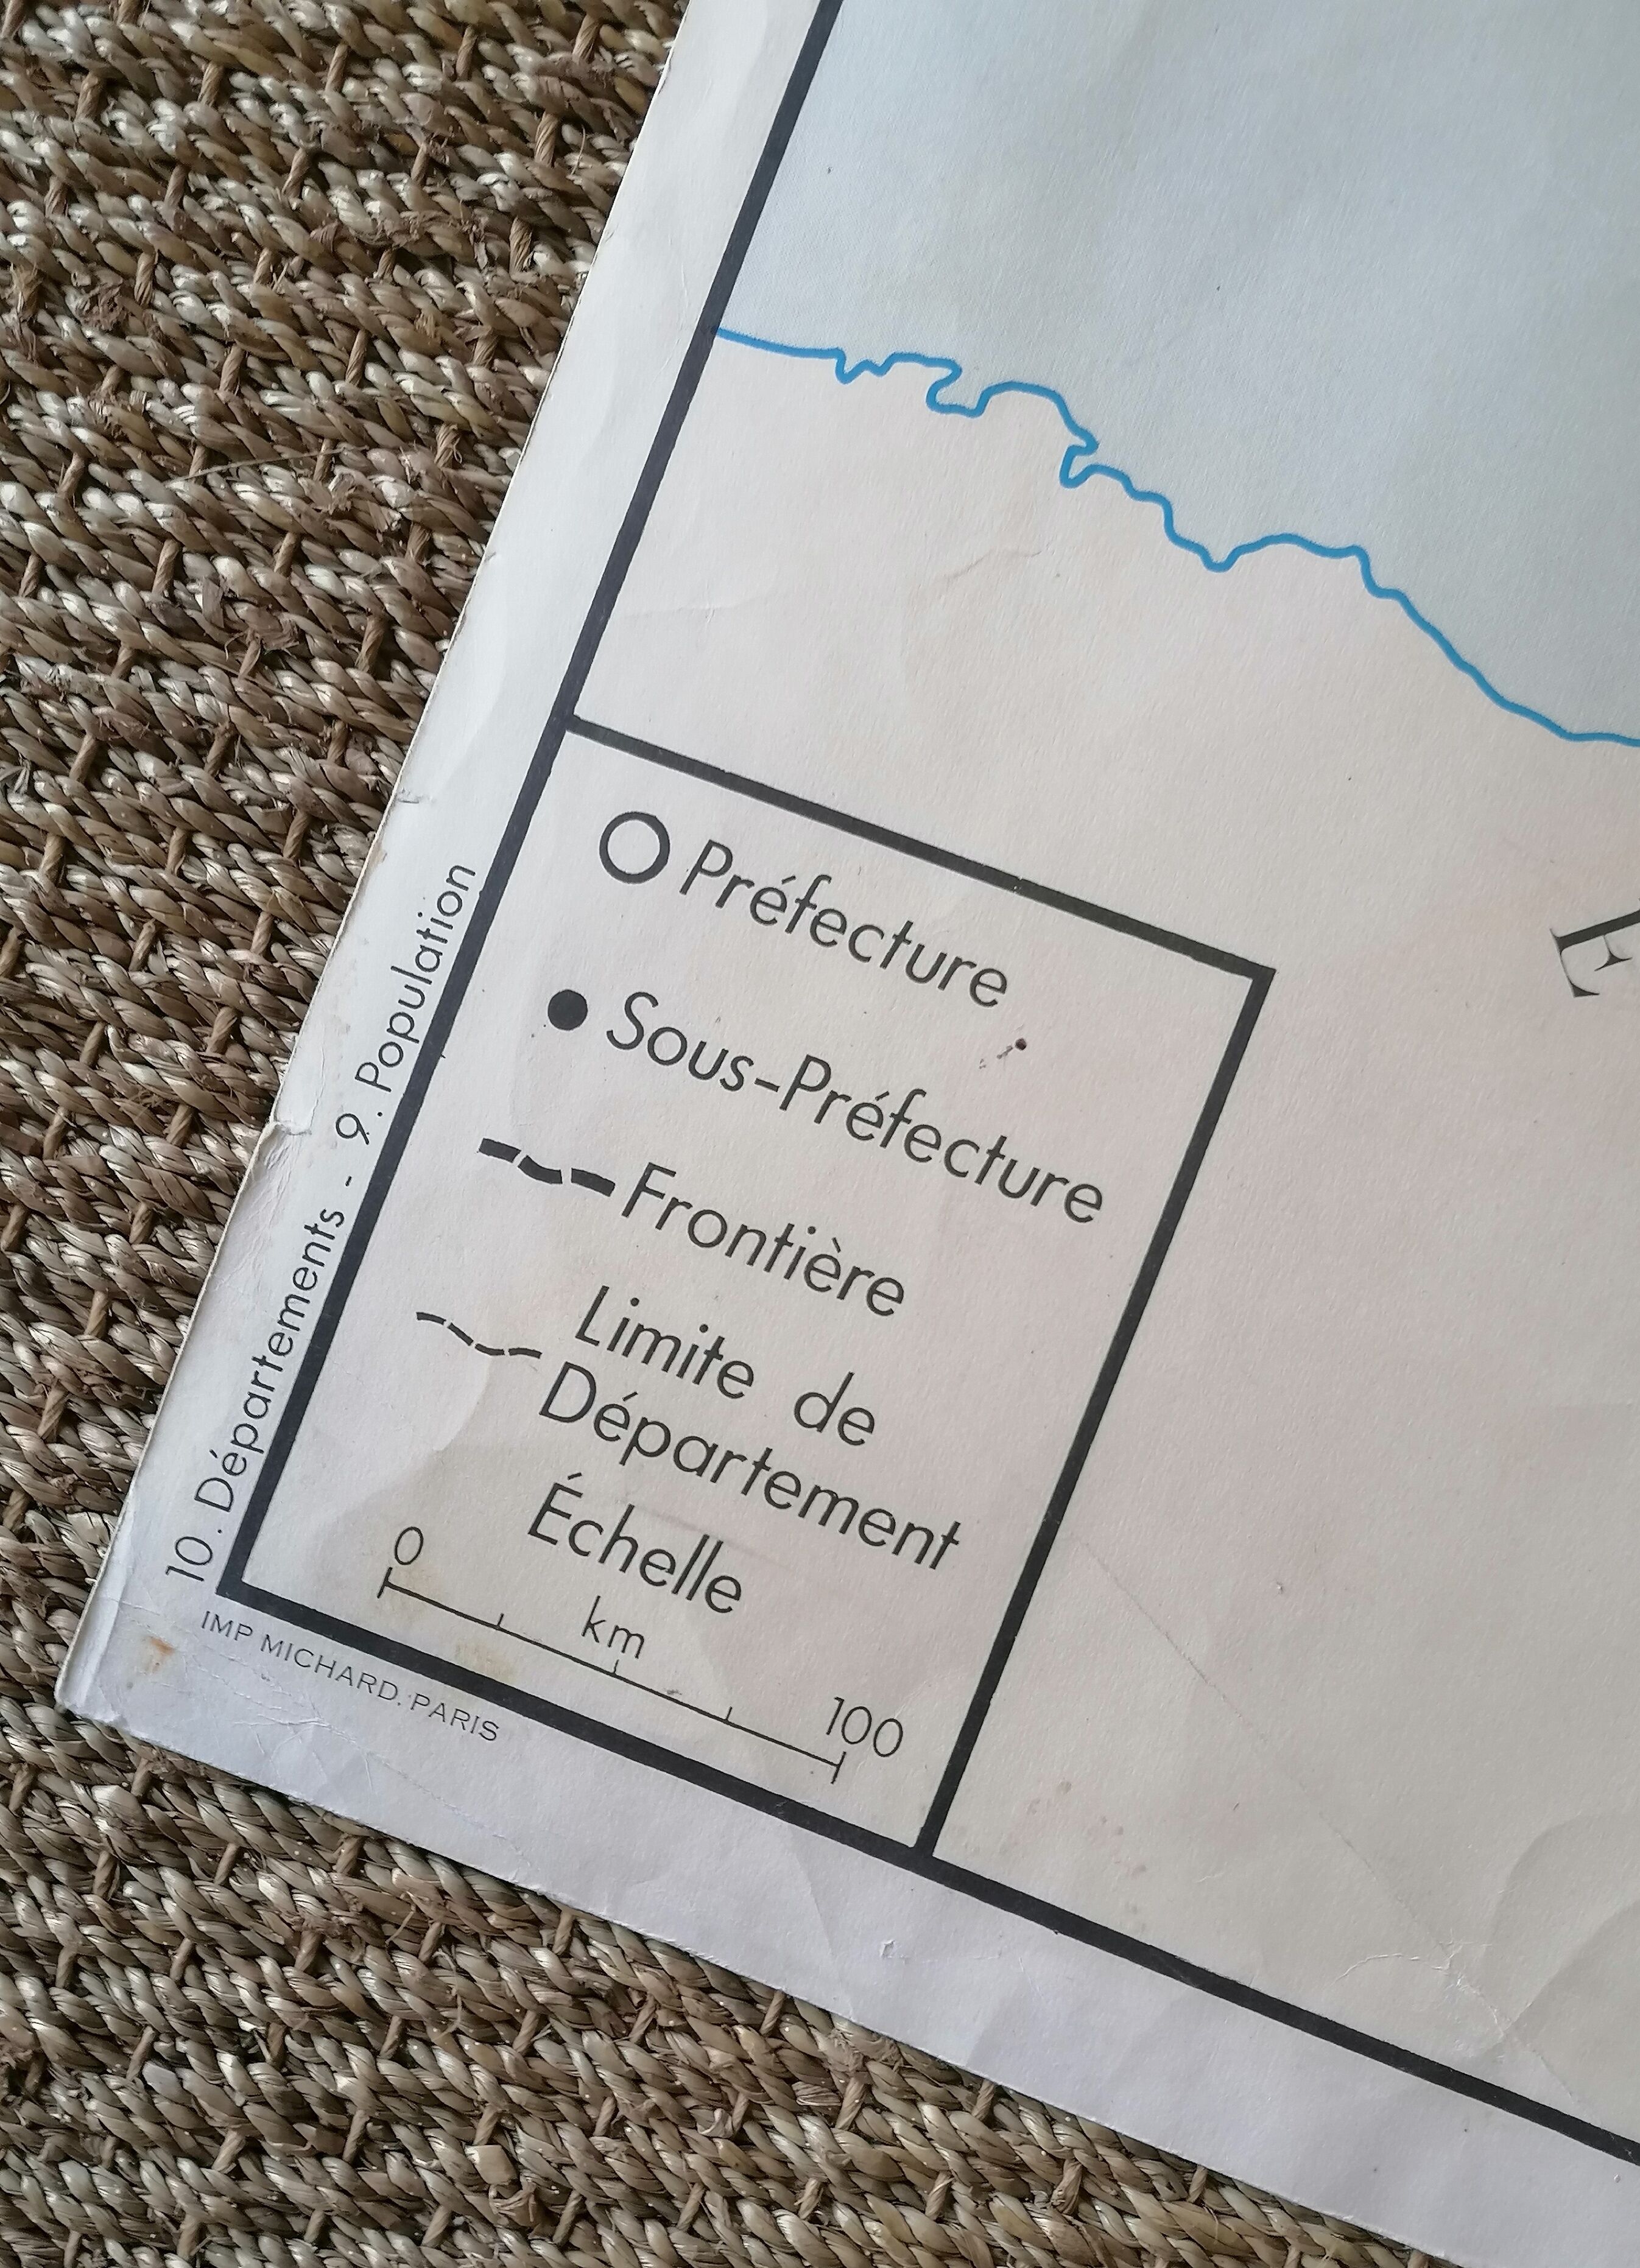 E
Préfecture
Sous-Préfecture
Frontière
Limite de
Département
Échelle
0 km 100
10. Départements - 9. Population
IMP MICHARD. PARIS